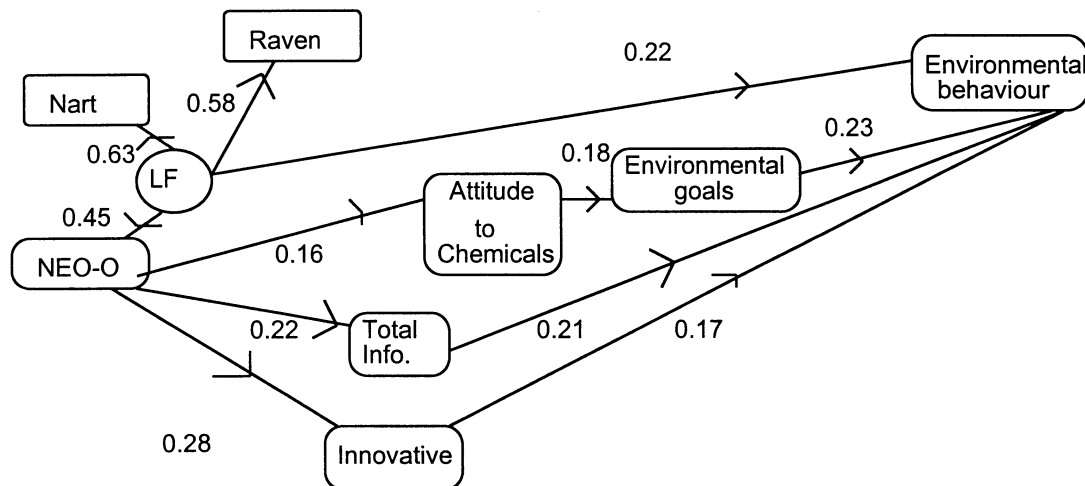 Raven
0.22
Environmental
behaviour
Nart
0.58
0.63
LF
0.18
0.23
Environmental
goals
Attitude
to
Chemicals
0.45
0.16
NEO-O
0.22
Total
Info.
0.21
0.17
0.28
Innovative